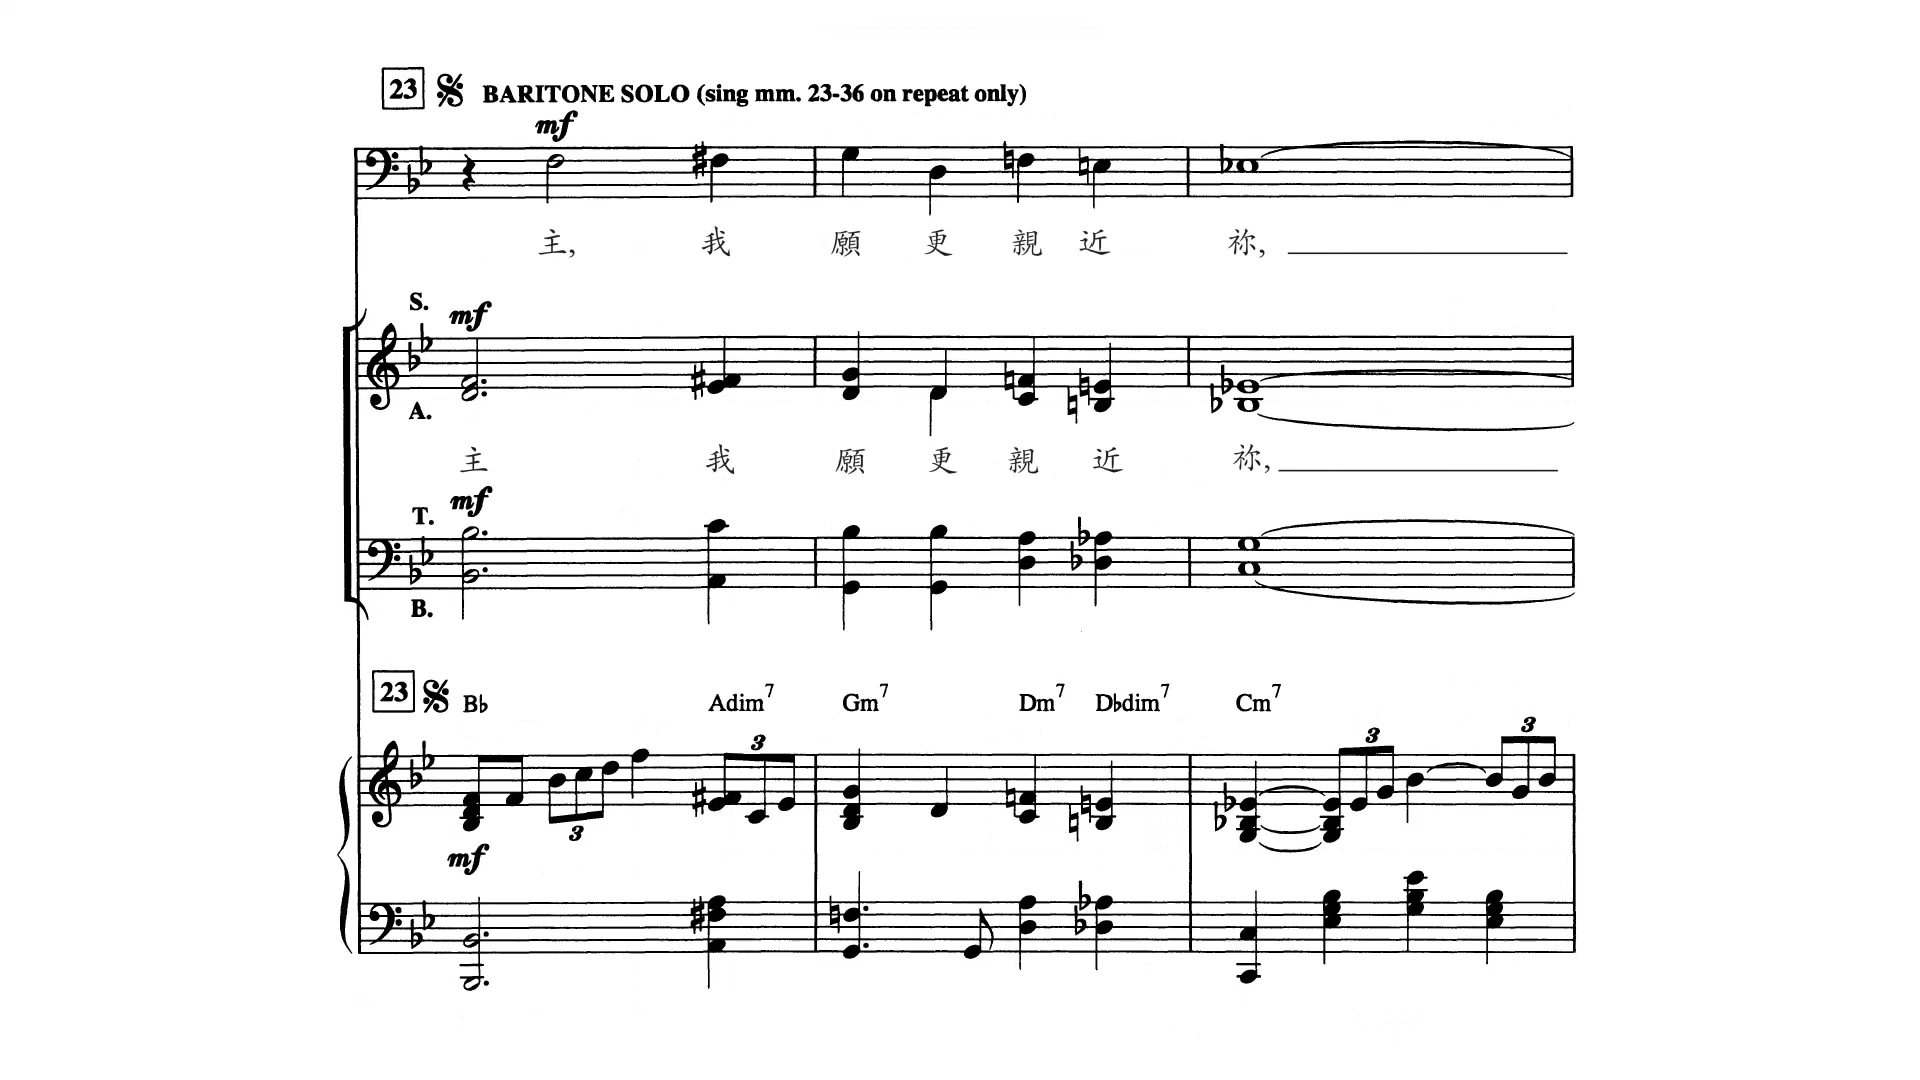 23 BARITONE SOLO (sing mm. 23-36 on repeat only)
mf
主, 我 願 更 親 近 祢,
S.
mf
A.
主 我 願 更 親 近 祢,
mf
T.
B.
23 B♭ Adim7 Gm7 Dm7 D♭dim7 Cm7
3 3 3
3
mf